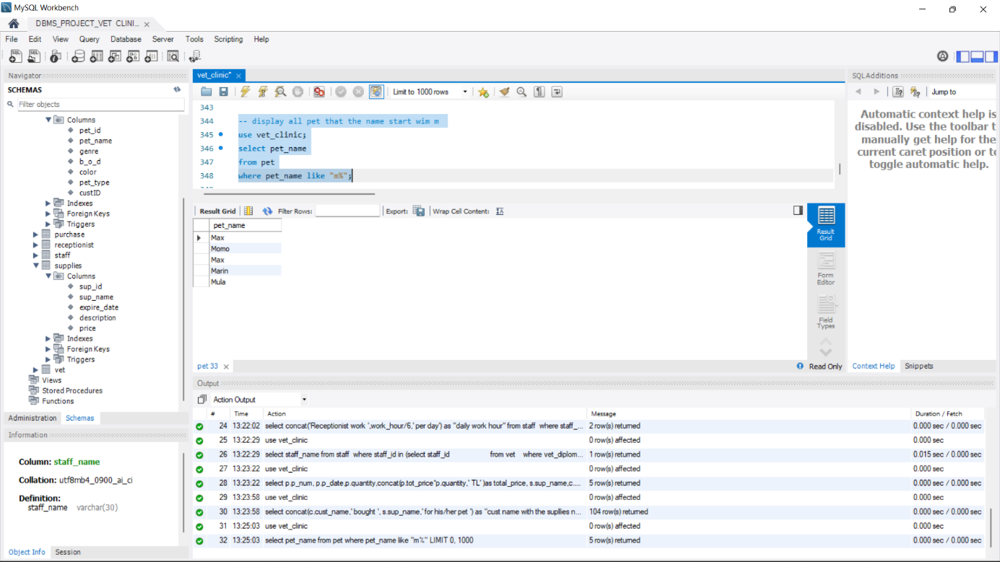 MySQL Workbench
DBMS_PROJECT_VET CLINI...
File Edit View Query Database Server Tools Scripting Help
Navigator
SCHEMAS
Filter objects
Columns
pet_id
pet_name
genre
b_o_d
color
pet_type
custID
Indexes
Foreign Keys
Triggers
purchase
receptionist
staff
supplies
Columns
sup_id
sup_name
expire_date
description
price
Indexes
Foreign Keys
Triggers
vet
Views
Stored Procedures
Functions
Administration Schemas
Information
Column: staff_name
Collation: utf8mb4_0900_ai_ci
Definition:
staff_name varchar(30)
Object Info Session
vet_clinic*
Limit to 1000 rows
343
344 -- display all pet that the name start wim m
345 use vet_clinic;
346 select pet_name
347 from pet
348 where pet_name like "m%";
Result Grid Filter Rows: Export: Wrap Cell Content:
pet_name
Max
Momo
Max
Marin
Mula
Result Grid
Form Editor
Field Types
pet 33
Read Only
SQLAdditions
Jump to
Automatic context help is
disabled. Use the toolbar t
manually get help for the
current caret position or to
toggle automatic help.
Context Help Snippets
Output
Action Output
# Time Action Message Duration / Fetch
24 13:22:02 select concat('Receptionist work ',work_hour/6,' per day') as "daily work hour" from staff where staff_... 2 row(s) returned 0.000 sec / 0.000 sec
25 13:22:29 use vet_clinic 0 row(s) affected 0.000 sec
26 13:22:29 select staff_name from staff where staff_id in (select staff_id from vet where vet_diplom... 1 row(s) returned 0.015 sec / 0.000 sec
27 13:23:22 use vet_clinic 0 row(s) affected 0.000 sec
28 13:23:22 select p.p_num, p.p_date,p.quantity,concat(p.tot_price*p.quantity,' TL' )as total_price, s.sup_name,c.... 5 row(s) returned 0.000 sec / 0.000 sec
29 13:23:58 use vet_clinic 0 row(s) affected 0.000 sec
30 13:23:58 select concat(c.cust_name,' bought ', s.sup_name,' for his/her pet ') as "cust name with the supllies n... 104 row(s) returned 0.000 sec / 0.000 sec
31 13:25:03 use vet_clinic 0 row(s) affected 0.000 sec
32 13:25:03 select pet_name from pet where pet_name like "m%" LIMIT 0, 1000 5 row(s) returned 0.000 sec / 0.000 sec